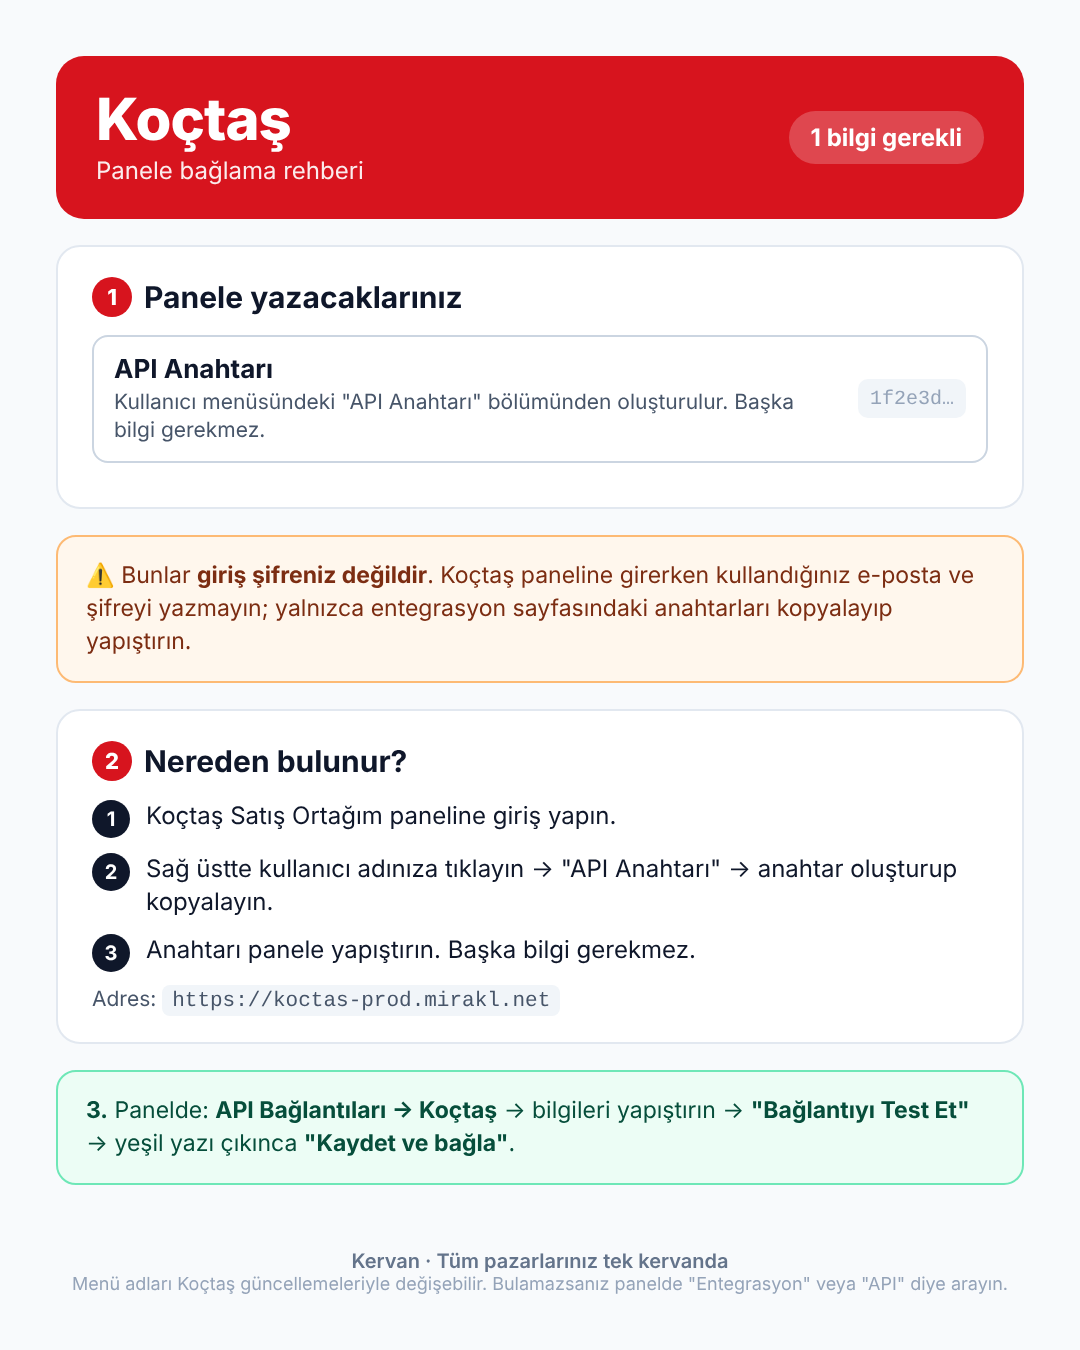 Koçtaş
Panele bağlama rehberi
1 bilgi gerekli
1 Panele yazacaklarınız
API Anahtarı
Kullanıcı menüsündeki "API Anahtarı" bölümünden oluşturulur. Başka
bilgi gerekmez.
1f2e3d…
⚠️ Bunlar giriş şifreniz değildir. Koçtaş paneline girerken kullandığınız e-posta ve
şifreyi yazmayın; yalnızca entegrasyon sayfasındaki anahtarları kopyalayıp
yapıştırın.
2 Nereden bulunur?
1 Koçtaş Satış Ortağım paneline giriş yapın.
2 Sağ üstte kullanıcı adınıza tıklayın → "API Anahtarı" → anahtar oluşturup
kopyalayın.
3 Anahtarı panele yapıştırın. Başka bilgi gerekmez.
Adres: https://koctas-prod.mirakl.net
3. Panelde: API Bağlantıları → Koçtaş → bilgileri yapıştırın → "Bağlantıyı Test Et"
→ yeşil yazı çıkınca "Kaydet ve bağla".
Kervan · Tüm pazarlarınız tek kervanda
Menü adları Koçtaş güncellemeleriyle değişebilir. Bulamazsanız panelde "Entegrasyon" veya "API" diye arayın.